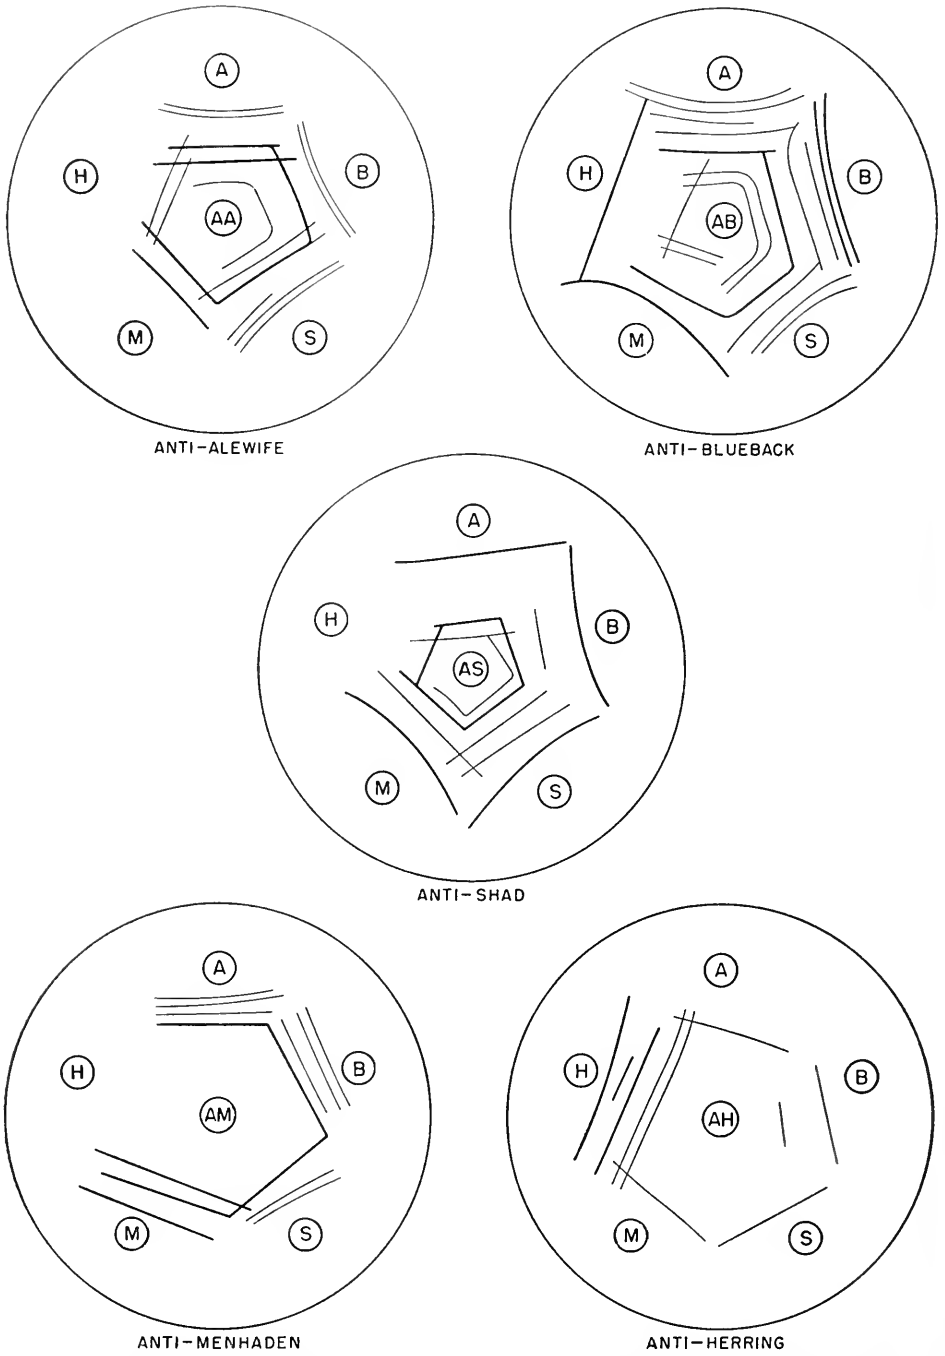 A
H
B
AA
M
S
ANTI-ALEWIFE
A
H
B
AB
M
S
ANTI-BLUEBACK
A
H
B
AS
M
S
ANTI-SHAD
A
H
B
AM
M
S
ANTI-MENHADEN
A
H
B
AH
M
S
ANTI-HERRING